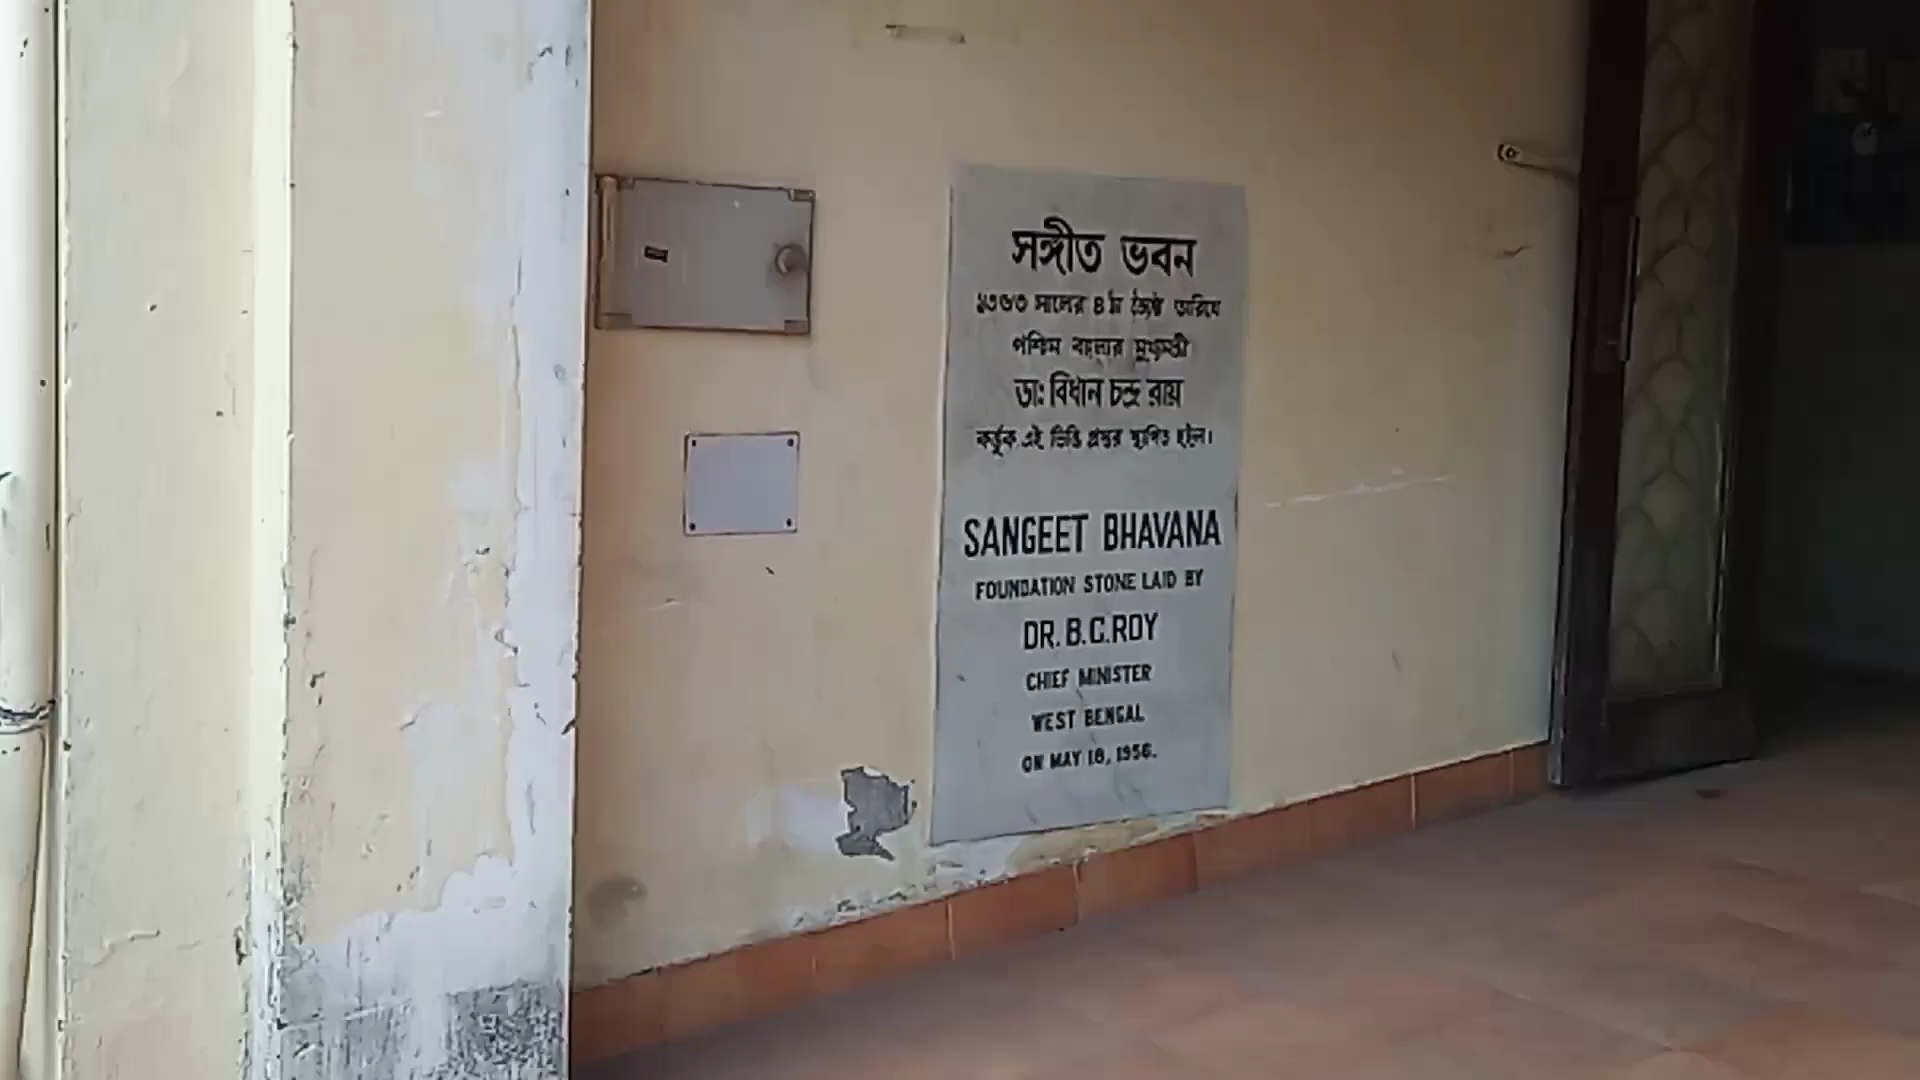 সঙ্গীত ভবন
১৩৬৩ সালের ৪ঠা জ্যৈষ্ঠ তারিখে
পশ্চিম বাংলার মুখ্যমন্ত্রী
ডাঃ বিধান চন্দ্র রায়
কর্তৃক এই ভিত্তি প্রস্তর স্থাপিত হইল।
SANGEET BHAVANA
FOUNDATION STONE LAID BY
DR. B.C.ROY
CHIEF MINISTER
WEST BENGAL
ON MAY 18, 1956.